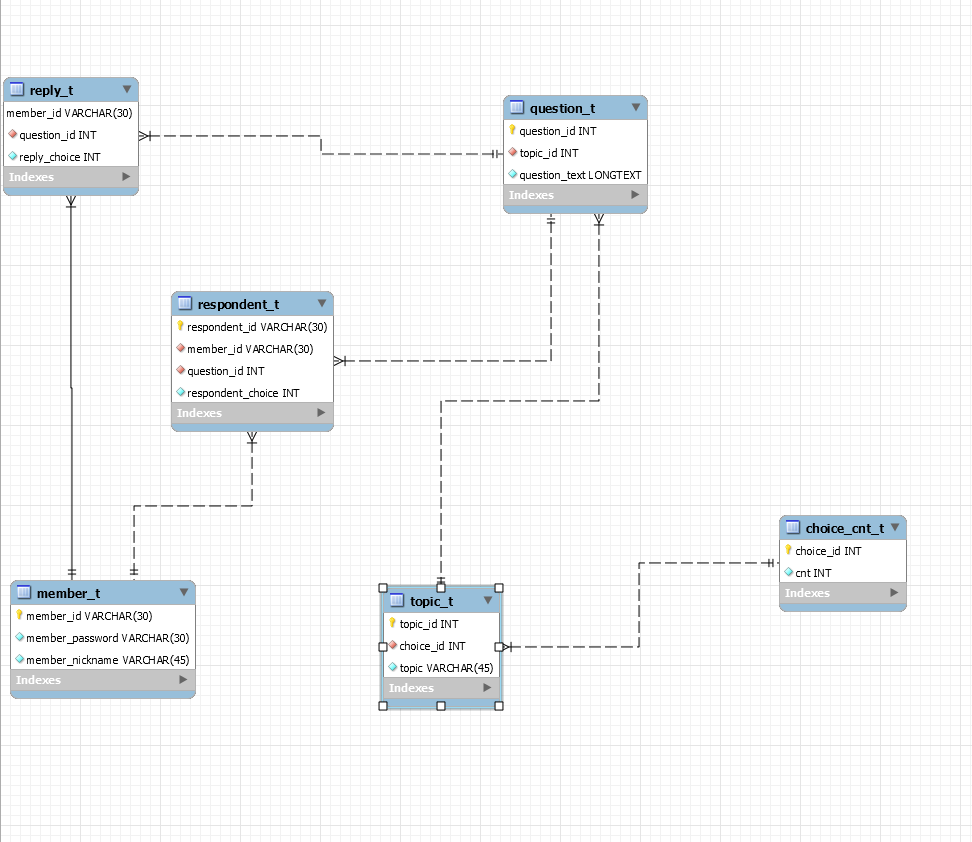 reply_t
member_id VARCHAR(30)
question_id INT
reply_choice INT
Indexes
question_t
question_id INT
topic_id INT
question_text LONGTEXT
Indexes
respondent_t
respondent_id VARCHAR(30)
member_id VARCHAR(30)
question_id INT
respondent_choice INT
Indexes
member_t
member_id VARCHAR(30)
member_password VARCHAR(30)
member_nickname VARCHAR(45)
Indexes
topic_t
topic_id INT
choice_id INT
topic VARCHAR(45)
Indexes
choice_cnt_t
choice_id INT
cnt INT
Indexes